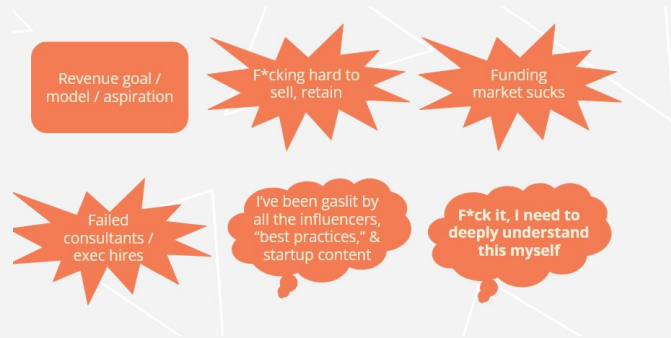 Revenue goal /
model / aspiration
F*cking hard to
sell, retain
Funding
market sucks
Failed
consultants /
exec hires
I've been gaslit by
all the influencers,
“best practices,” &
startup content
F*ck it, I need to
deeply understand
this myself